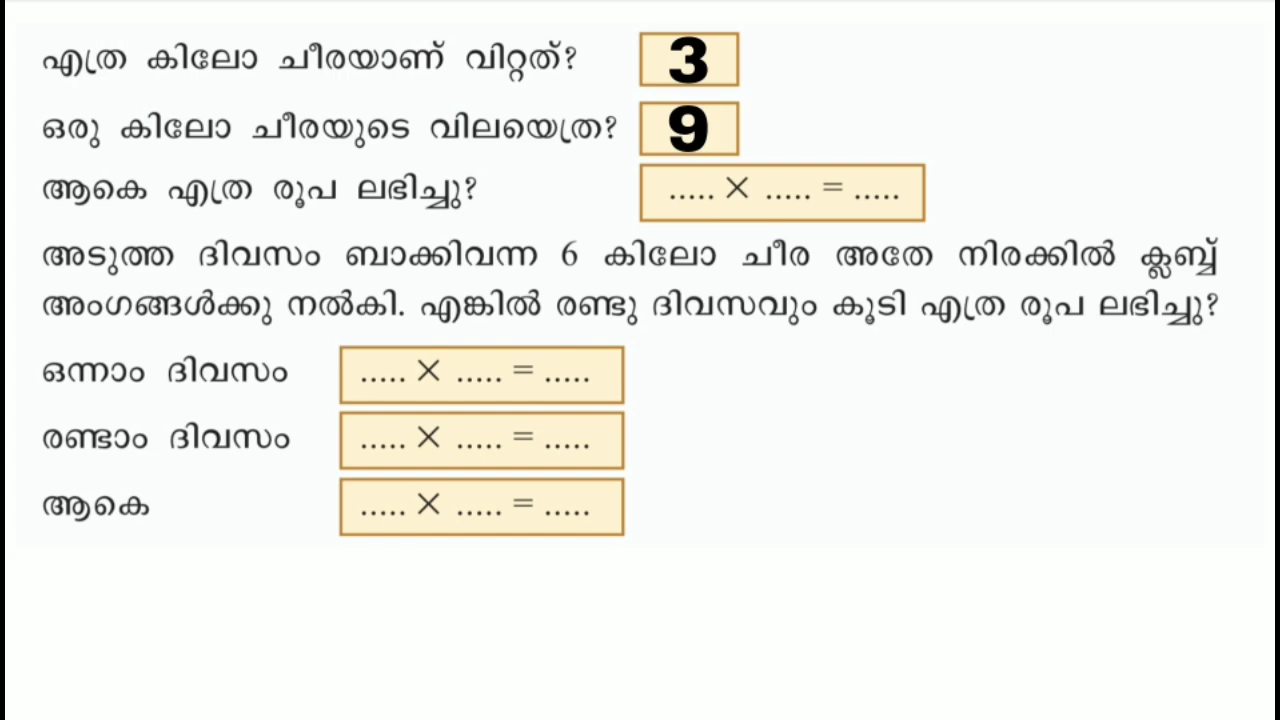 എത്ര കിലോ ചീരയാണ് വിറ്റത്? 3
ഒരു കിലോ ചീരയുടെ വിലയെത്ര? 9
ആകെ എത്ര രൂപ ലഭിച്ചു? ..... × ..... = .....
അടുത്ത ദിവസം ബാക്കിവന്ന 6 കിലോ ചീര അതേ നിരക്കിൽ ക്ലബ്ബ്
അംഗങ്ങൾക്കു നൽകി. എങ്കിൽ രണ്ടു ദിവസവും കൂടി എത്ര രൂപ ലഭിച്ചു?
ഒന്നാം ദിവസം ..... × ..... = .....
രണ്ടാം ദിവസം ..... × ..... = .....
ആകെ ..... × ..... = .....